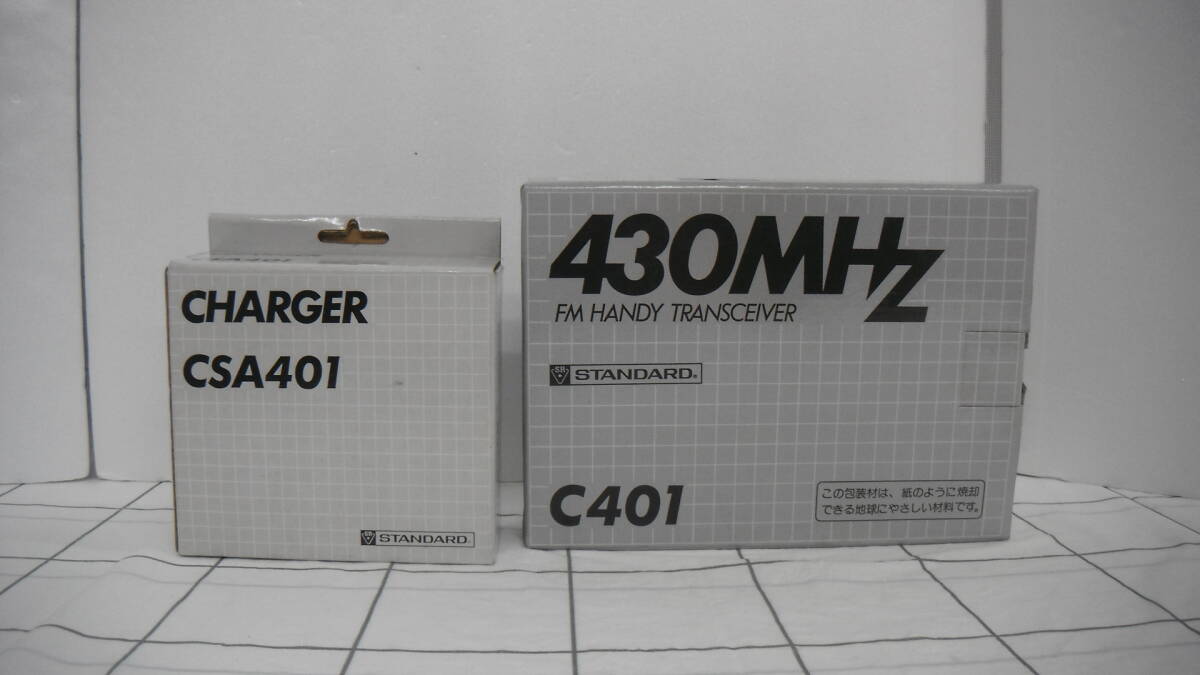 CHARGER
CSA401
STANDARD
430MHz
FM HANDY TRANSCEIVER
SR STANDARD®
C401
この包装材は、紙のように焼却
できる地球にやさしい材料です。